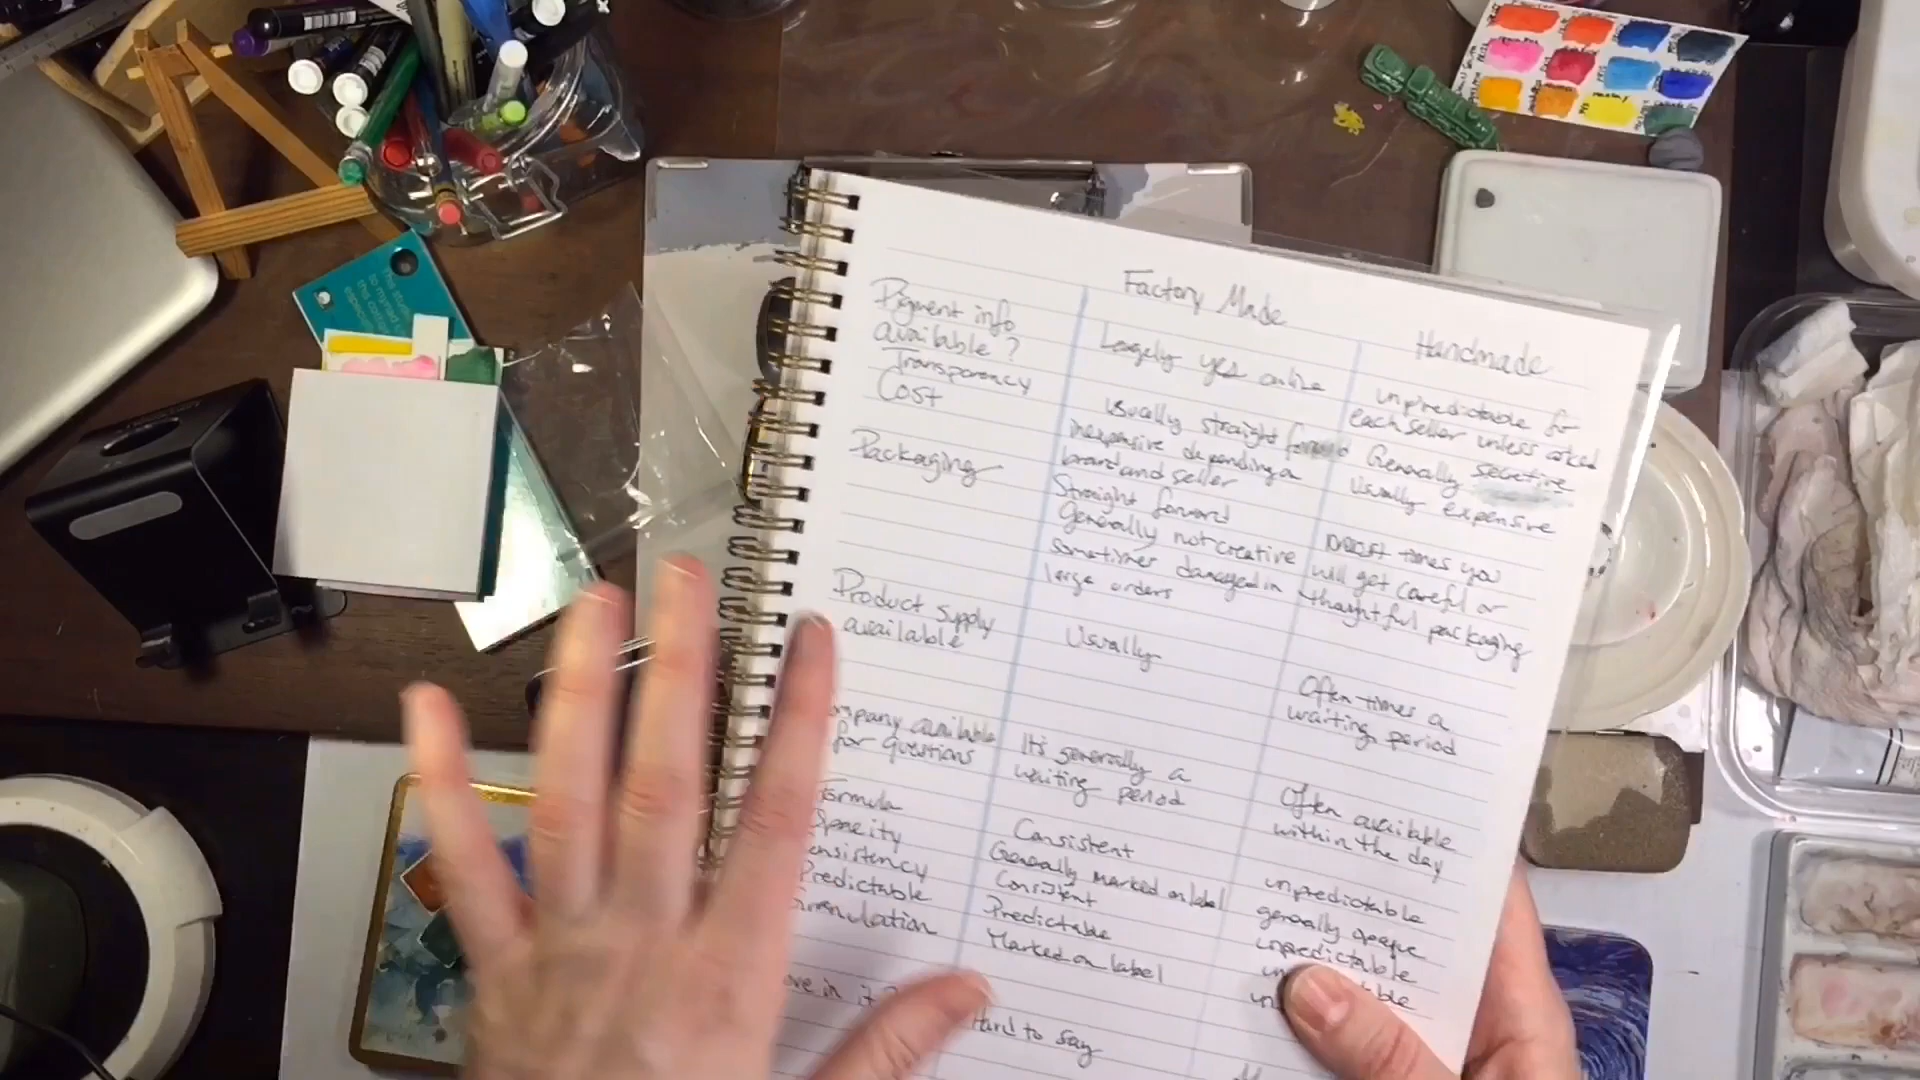 Factory Made
Handmade
Pigment info
available?
Transparency
Cost
Packaging
Product supply
available
available
for questions
Predictable
Granulation
Largely yes online
usually straight forward
inexpensive depending on
brand and seller
Straight forward
Generally not creative
sometimes damaged in
large orders
Usually
It's generally a
waiting period
Consistent
Generally marked on label
Consistent
Predictable
Marked on label
Hard to say
unpredictable for
each seller unless asked
Generally secretive
Usually expensive
most times you
will get careful or
thoughtful packaging
Often times a
waiting period
Often available
within the day
unpredictable
generally opaque
unpredictable